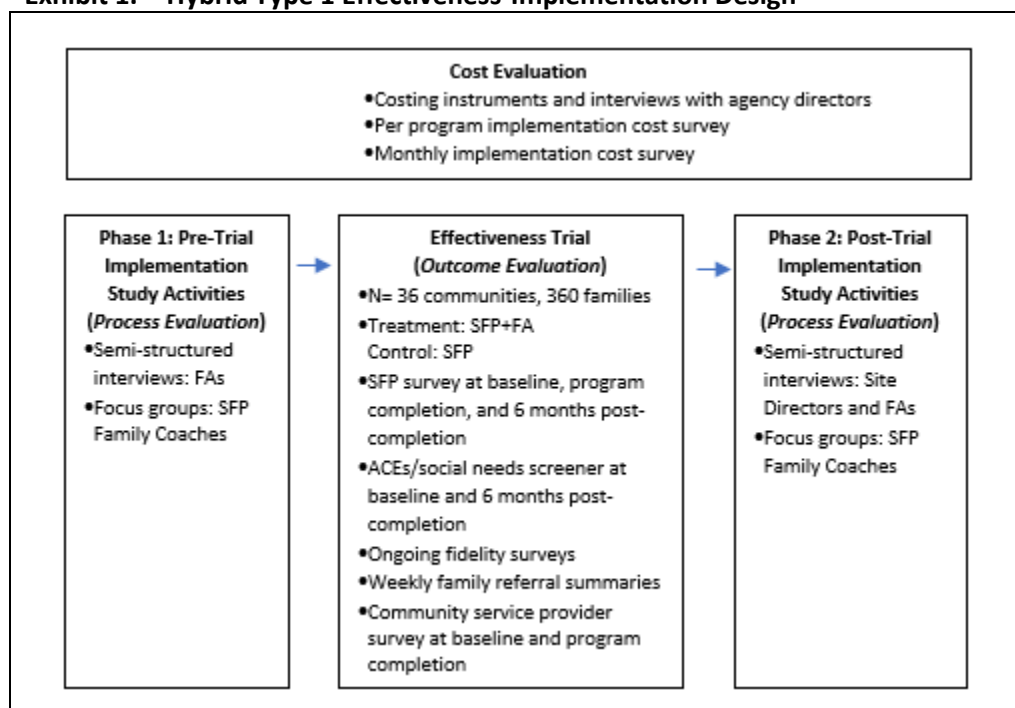 Exhibit 1. Hybrid Type 1 Effectiveness-Implementation Design
Cost Evaluation
•Costing instruments and interviews with agency directors
•Per program implementation cost survey
•Monthly implementation cost survey
Phase 1: Pre-Trial
Implementation
Study Activities
(Process Evaluation)
•Semi-structured
interviews: FAs
•Focus groups: SFP
Family Coaches
Effectiveness Trial
(Outcome Evaluation)
•N= 36 communities, 360 families
•Treatment: SFP+FA
Control: SFP
•SFP survey at baseline, program
completion, and 6 months post-
completion
•ACEs/social needs screener at
baseline and 6 months post-
completion
•Ongoing fidelity surveys
•Weekly family referral summaries
•Community service provider
survey at baseline and program
completion
Phase 2: Post-Trial
Implementation
Study Activities
(Process Evaluation)
•Semi-structured
interviews: Site
Directors and FAs
•Focus groups: SFP
Family Coaches